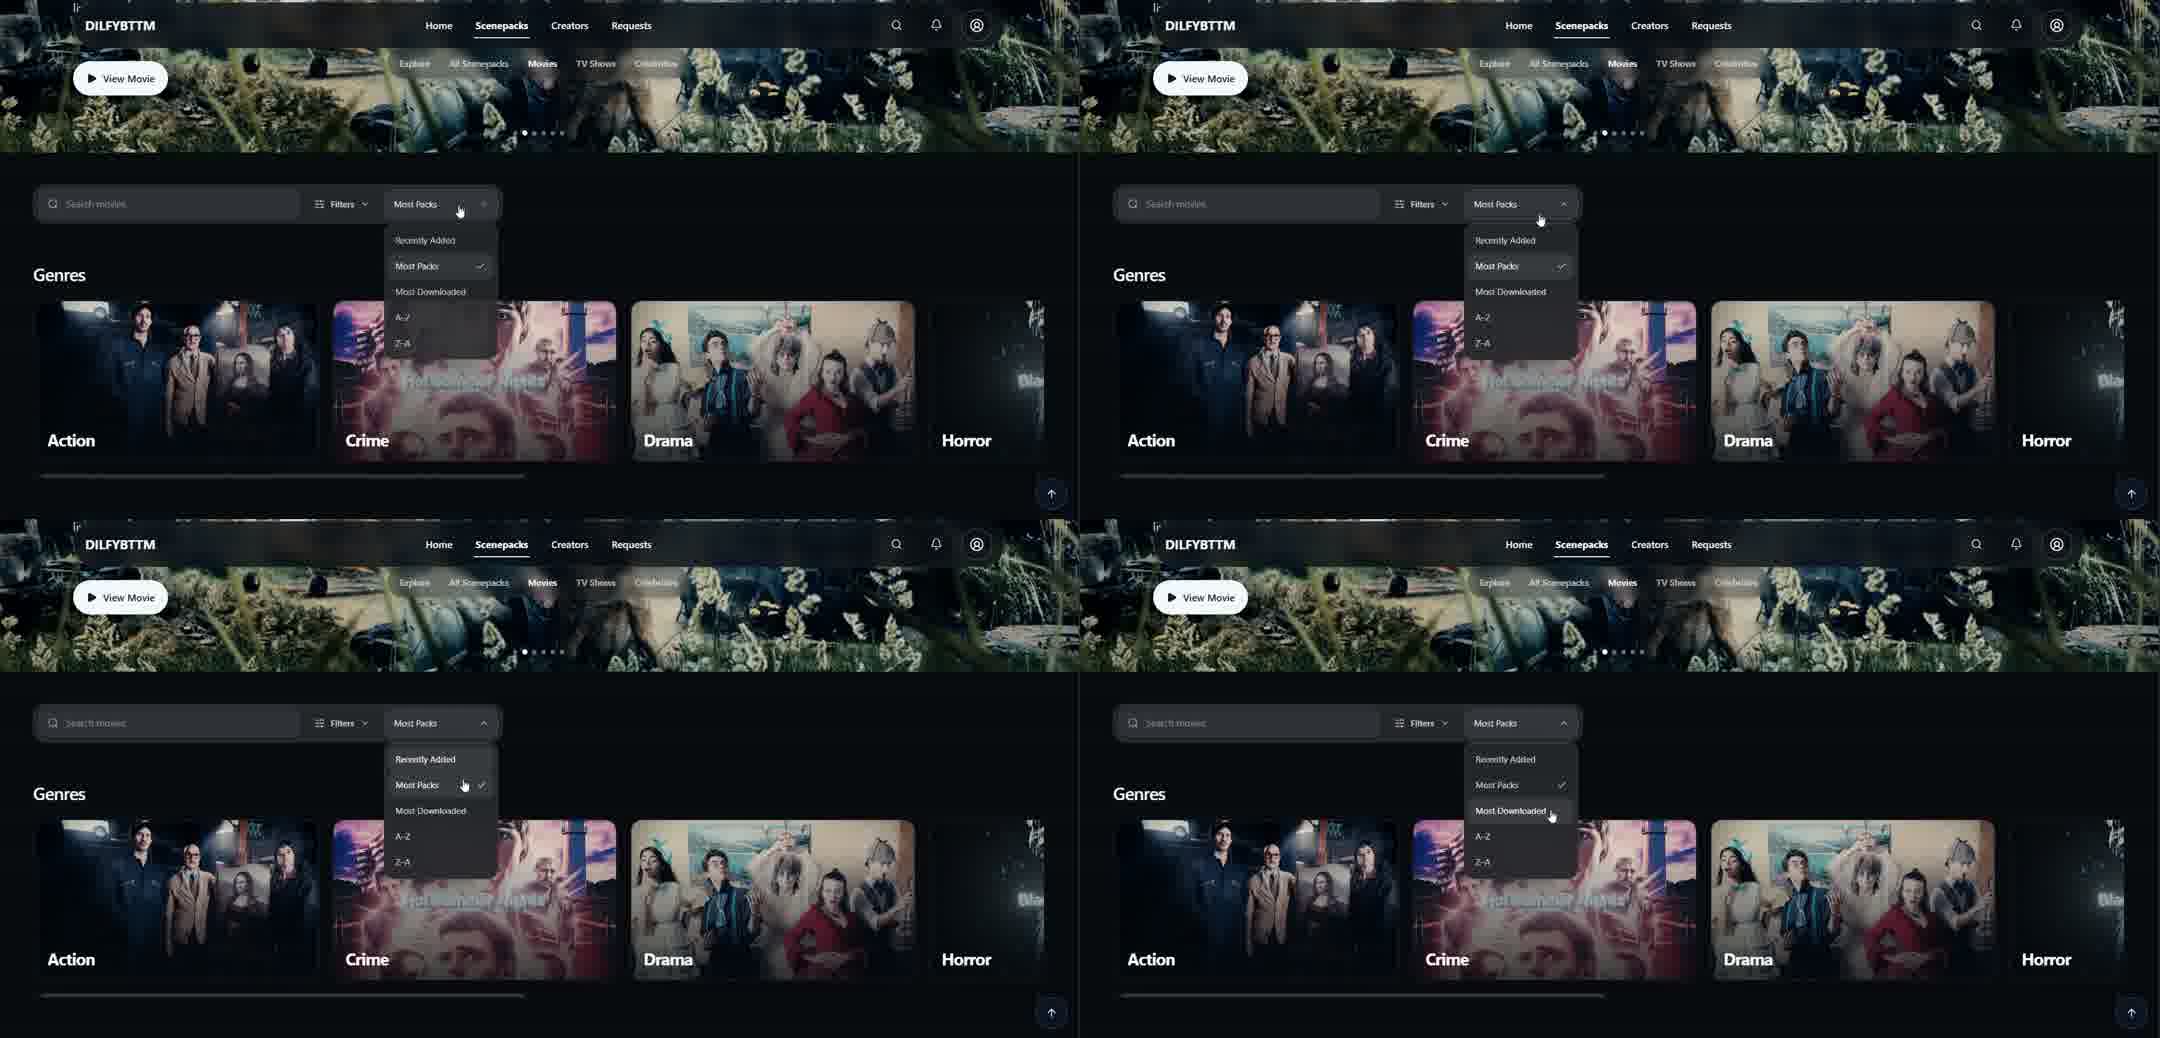 DILFYBTTM Home Scenepacks Creators Requests
View Movie
Explore All Scenepacks Movies TV Shows Celebrities
Search movies Filters Most Packs
Recently Added
Most Packs
Most Downloaded
A-Z
Z-A
Genres
Action Crime Drama Horror
DILFYBTTM Home Scenepacks Creators Requests
View Movie
Explore All Scenepacks Movies TV Shows Celebrities
Search movies Filters Most Packs
Recently Added
Most Packs
Most Downloaded
A-Z
Z-A
Genres
Action Crime Drama Horror
DILFYBTTM Home Scenepacks Creators Requests
View Movie
Explore All Scenepacks Movies TV Shows Celebrities
Search movies Filters Most Packs
Recently Added
Most Packs
Most Downloaded
A-Z
Z-A
Genres
Action Crime Drama Horror
DILFYBTTM Home Scenepacks Creators Requests
View Movie
Explore All Scenepacks Movies TV Shows Celebrities
Search movies Filters Most Packs
Recently Added
Most Packs
Most Downloaded
A-Z
Z-A
Genres
Action Crime Drama Horror